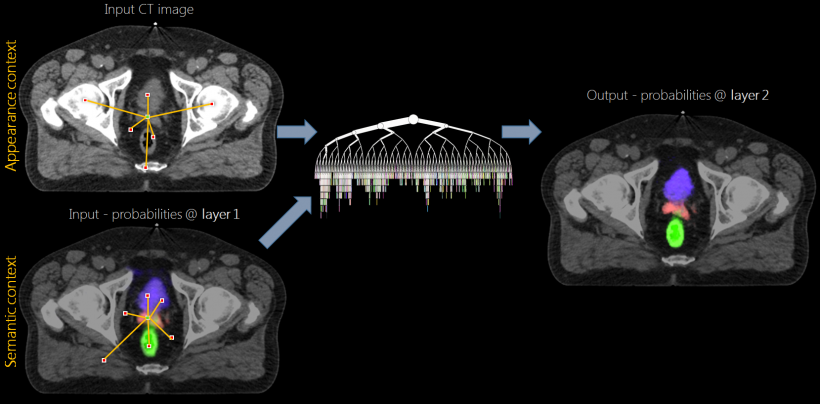 Input CT image
Appearance context
Output - probabilities @ layer 2
Input - probabilities @ layer 1
Semantic context